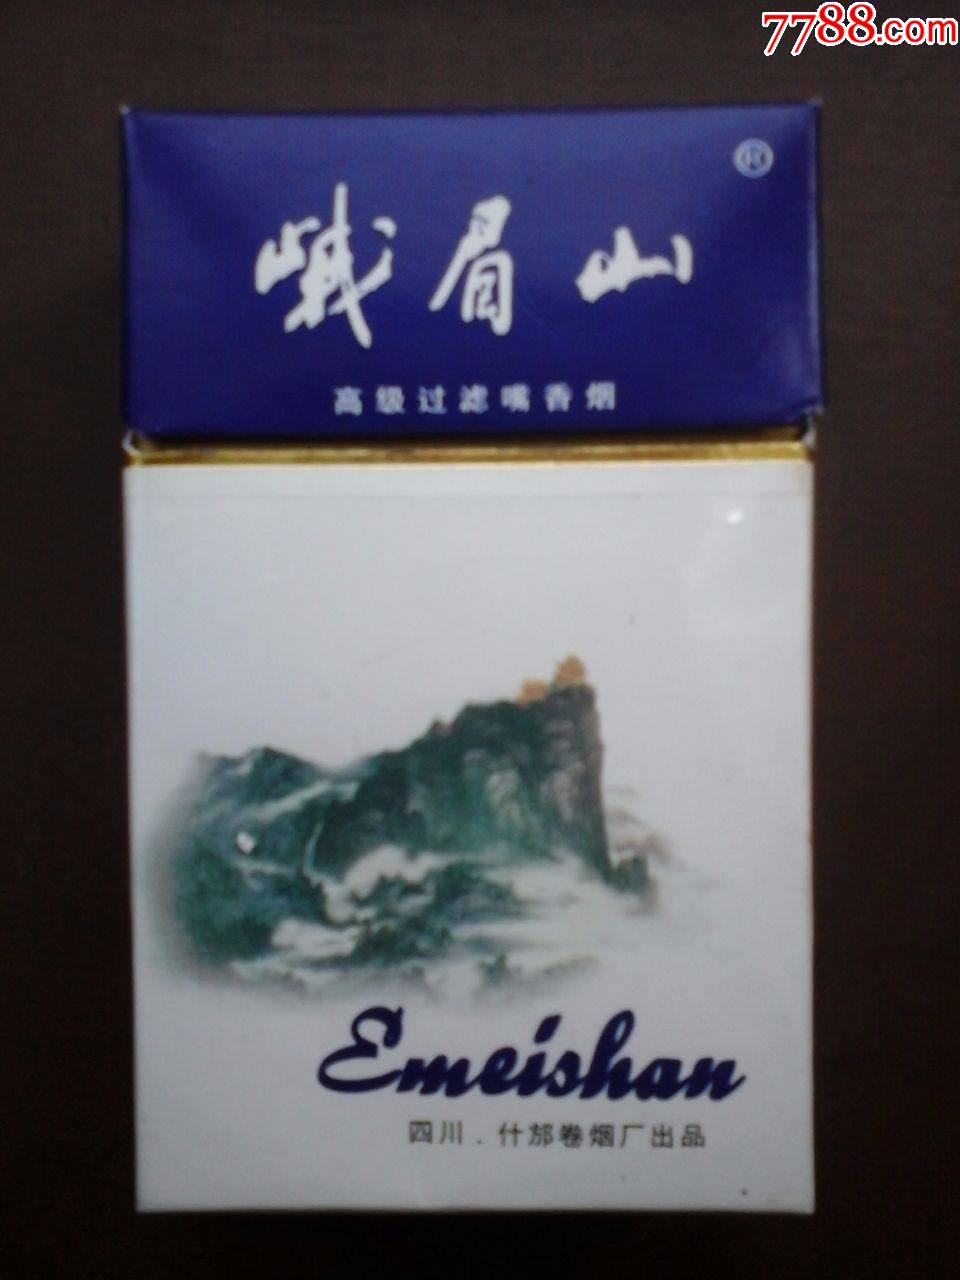 7788.com
®
峨眉山
高级过滤嘴香烟
Emeishan
四川．什邡卷烟厂出品